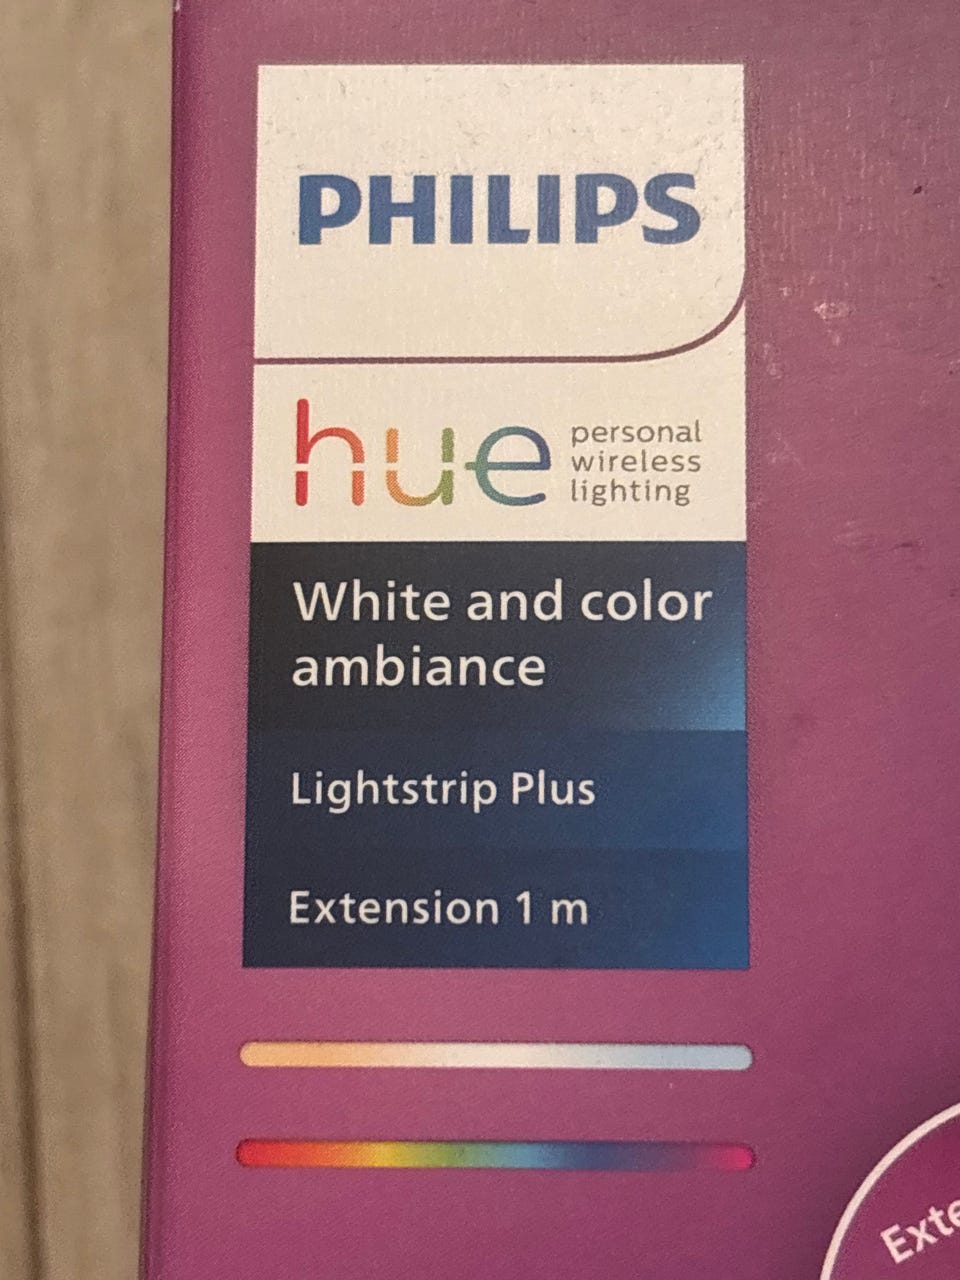 PHILIPS
hue
personal
wireless
lighting
White and color
ambiance
Lightstrip Plus
Extension 1 m